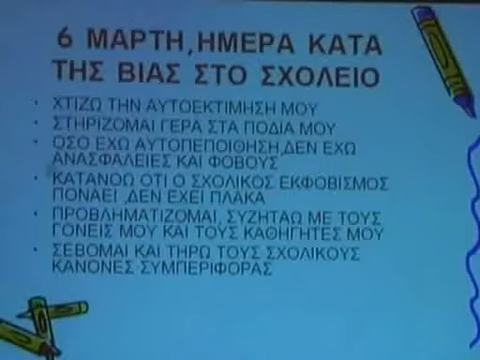 6 ΜΑΡΤΗ,ΗΜΕΡΑ ΚΑΤΑ
ΤΗΣ ΒΙΑΣ ΣΤΟ ΣΧΟΛΕΙΟ
• ΧΤΙΖΩ ΤΗΝ ΑΥΤΟΕΚΤΙΜΗΣΗ ΜΟΥ
• ΣΤΗΡΙΖΟΜΑΙ ΓΕΡΑ ΣΤΑ ΠΟΔΙΑ ΜΟΥ
• ΟΣΟ ΕΧΩ ΑΥΤΟΠΕΠΟΙΘΗΣΗ,ΔΕΝ ΕΧΩ
ΑΝΑΣΦΑΛΕΙΕΣ ΚΑΙ ΦΟΒΟΥΣ
• ΚΑΤΑΝΟΩ ΟΤΙ Ο ΣΧΟΛΙΚΟΣ ΕΚΦΟΒΙΣΜΟΣ
ΠΟΝΑΕΙ ,ΔΕΝ ΕΧΕΙ ΠΛΑΚΑ
• ΠΡΟΒΛΗΜΑΤΙΖΟΜΑΙ, ΣΥΖΗΤΑΩ ΜΕ ΤΟΥΣ
ΓΟΝΕΙΣ ΜΟΥ ΚΑΙ ΤΟΥΣ ΚΑΘΗΓΗΤΕΣ ΜΟΥ
• ΣΕΒΟΜΑΙ ΚΑΙ ΤΗΡΩ ΤΟΥΣ ΣΧΟΛΙΚΟΥΣ
ΚΑΝΟΝΕΣ ΣΥΜΠΕΡΙΦΟΡΑΣ